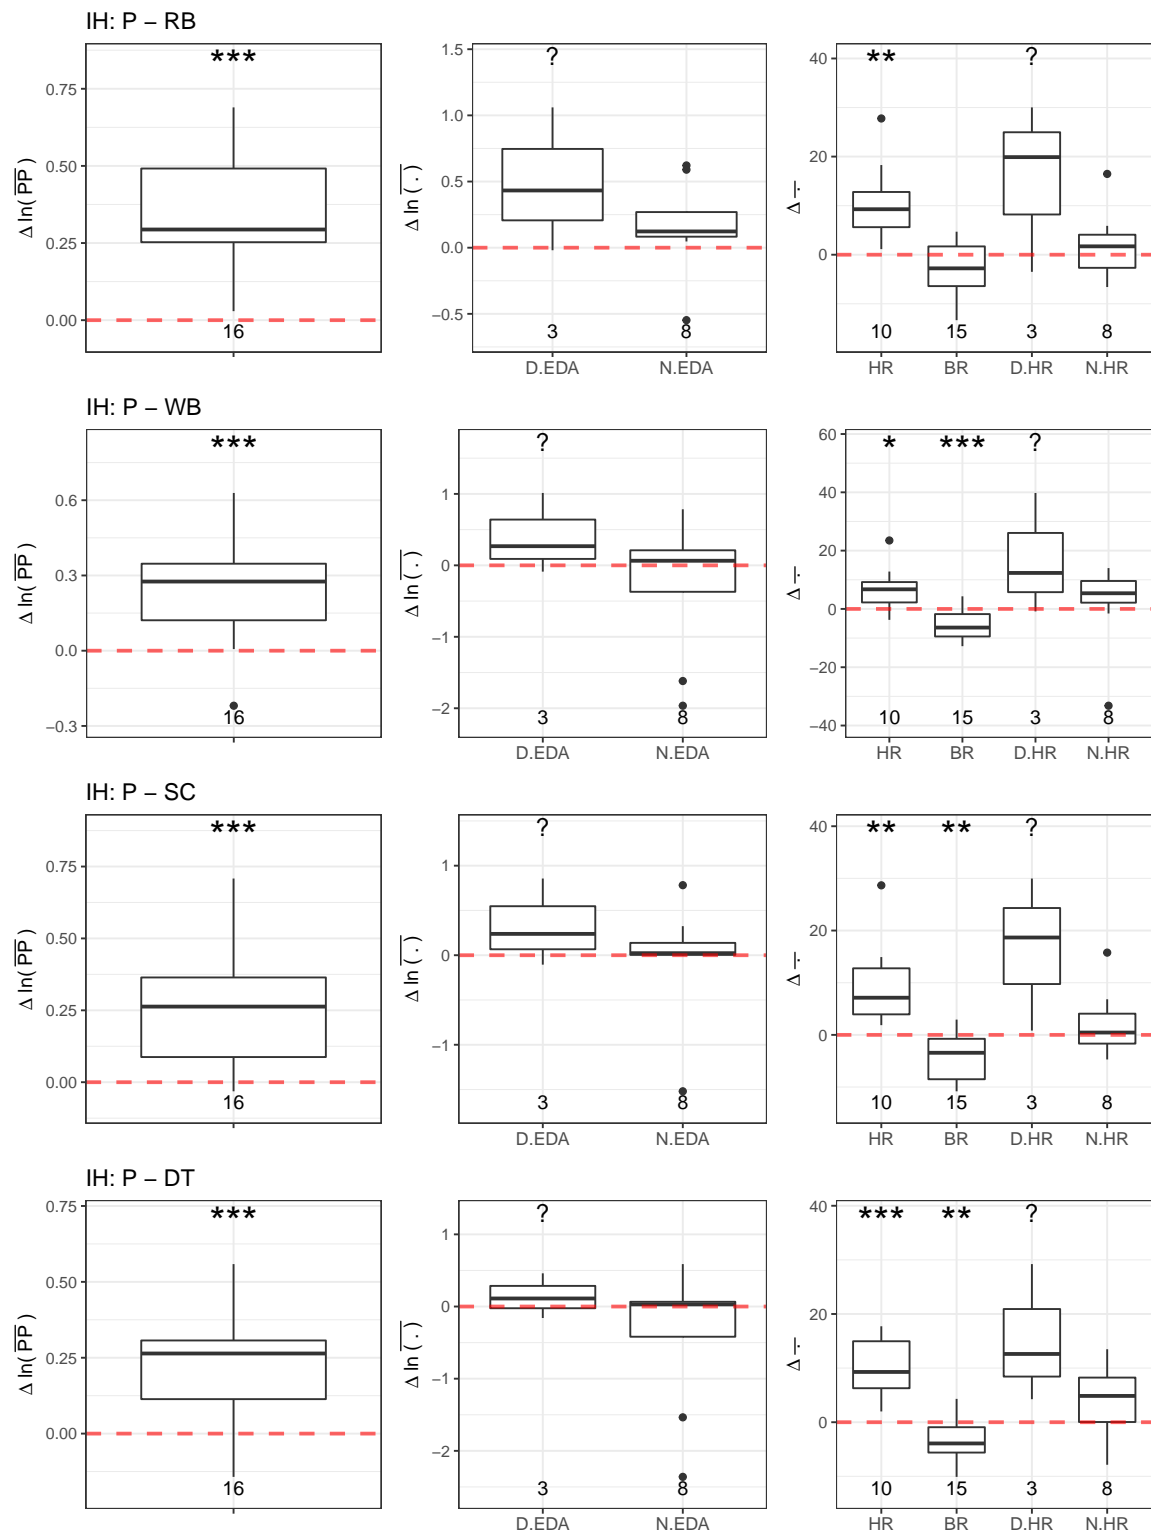 IH: P − RB
Δ ln( PP )
0.75
0.50
0.25
0.00
***
16
Δ ln ( . )
1.5
1.0
0.5
0.0
−0.5
?
3
8
D.EDA
N.EDA
Δ .
40
20
0
**
?
10
15
3
8
HR
BR
D.HR
N.HR
IH: P − WB
Δ ln( PP )
0.6
0.3
0.0
−0.3
***
16
Δ ln ( . )
1
0
−1
−2
?
3
8
D.EDA
N.EDA
Δ .
60
40
20
0
−20
−40
*
***
?
10
15
3
8
HR
BR
D.HR
N.HR
IH: P − SC
Δ ln( PP )
0.75
0.50
0.25
0.00
***
16
Δ ln ( . )
1
0
−1
?
3
8
D.EDA
N.EDA
Δ .
40
20
0
**
**
?
10
15
3
8
HR
BR
D.HR
N.HR
IH: P − DT
Δ ln( PP )
0.75
0.50
0.25
0.00
***
16
Δ ln ( . )
1
0
−1
−2
?
3
8
D.EDA
N.EDA
Δ .
40
20
0
***
**
?
10
15
3
8
HR
BR
D.HR
N.HR